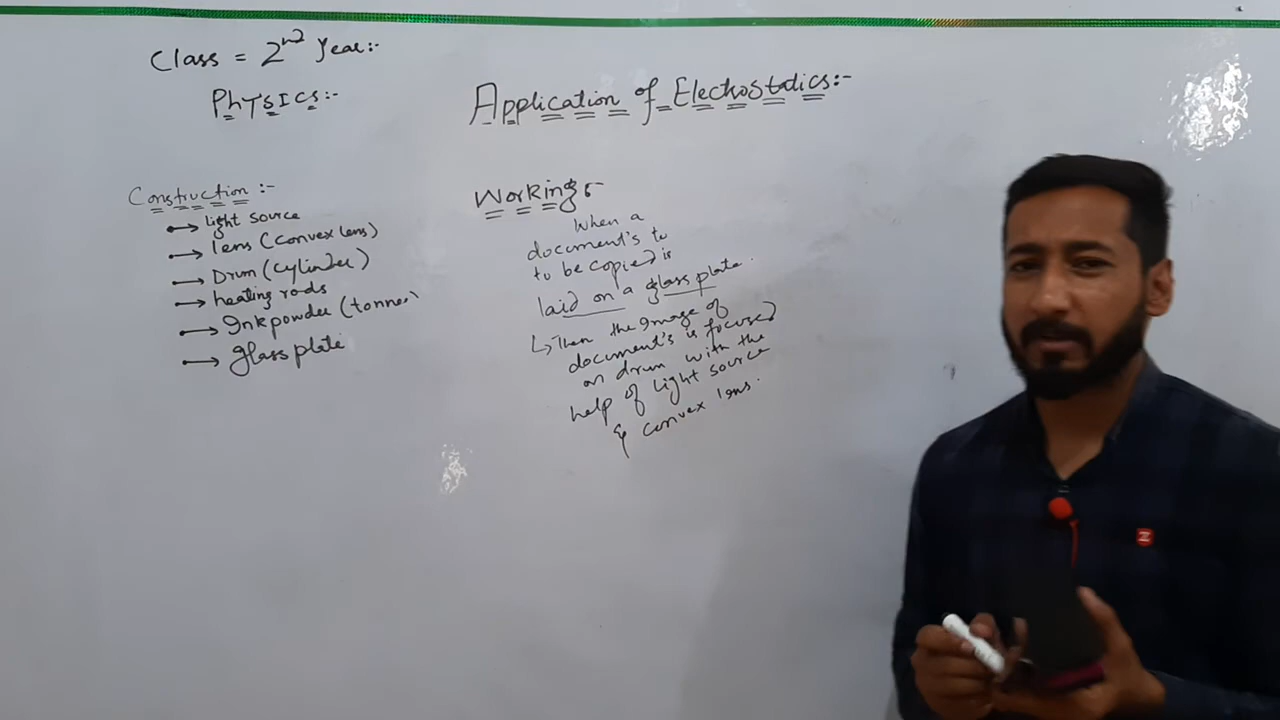 Class = 2nd Year:-
PHYSICS:-
Application of Electrostatics:-
Construction :-
light source
lens (convex lens)
Drum (cylinder)
heating rods
Ink powder (tonner)
glass plate
Working:-
When a
document's to
to be copied is
laid on a glass plate.
Then the Image of
document's is focused
on drum with the
help of light source
& convex lens.
Z